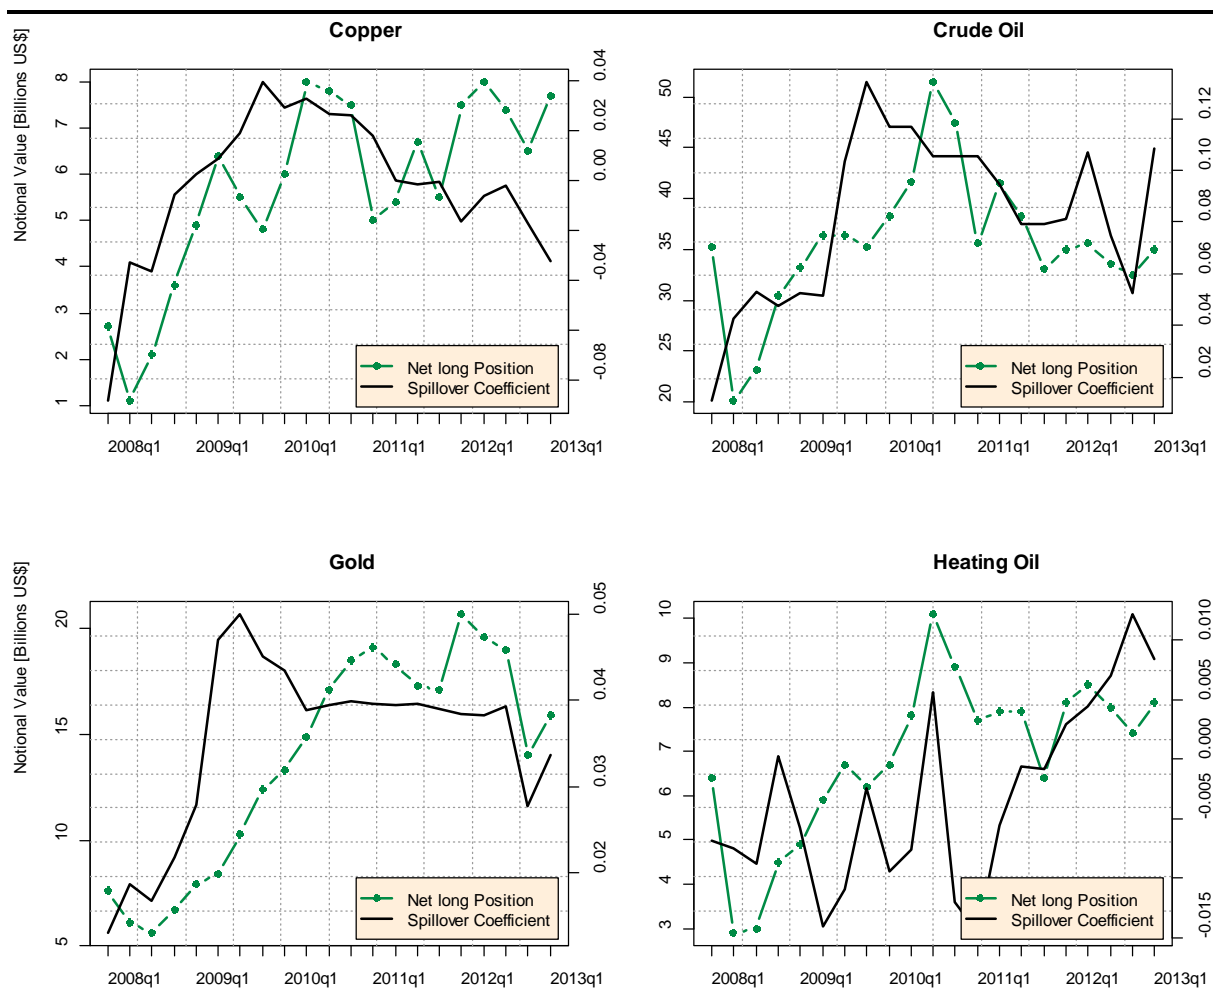 Copper
Notional Value [Billions US$]
8
7
6
5
4
3
2
1
0.04
0.02
0.00
-0.04
-0.08
Net long Position
Spillover Coefficient
2008q1 2009q1 2010q1 2011q1 2012q1 2013q1
Crude Oil
50
45
40
35
30
25
20
0.12
0.10
0.08
0.06
0.04
0.02
Net long Position
Spillover Coefficient
2008q1 2009q1 2010q1 2011q1 2012q1 2013q1
Gold
Notional Value [Billions US$]
20
15
10
5
0.05
0.04
0.03
0.02
Net long Position
Spillover Coefficient
2008q1 2009q1 2010q1 2011q1 2012q1 2013q1
Heating Oil
10
9
8
7
6
5
4
3
0.010
0.005
0.000
-0.005
-0.015
Net long Position
Spillover Coefficient
2008q1 2009q1 2010q1 2011q1 2012q1 2013q1